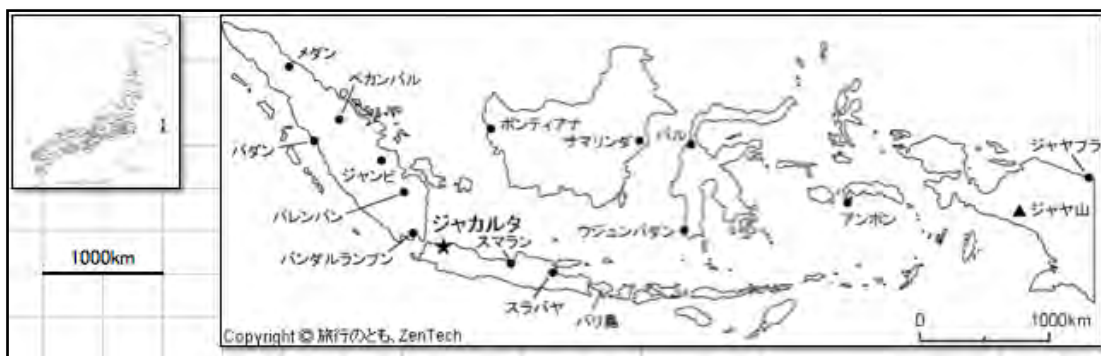 メダン
ペカンバル
パダン
ジャンビ
パレンバン
バンダルランプン
ジャカルタ
スマラン
スラバヤ
バリ島
ポンティアナ
サマリンダ
パル
ウジュンパダン
アンボン
ジャヤプラ
ジャヤ山
1
1000km
0 1000km
Copyright © 旅行のとも、ZenTech